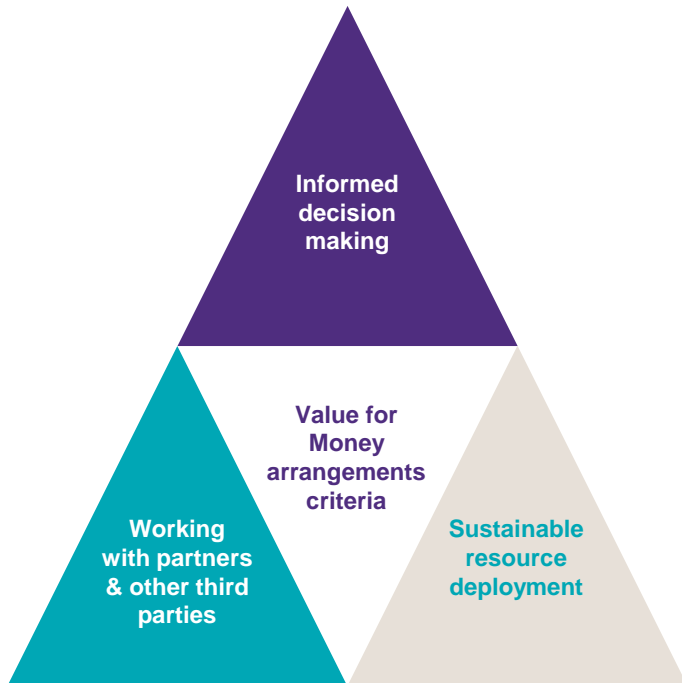 Informed
decision
making
Value for
Money
arrangements
criteria
Working
with partners
& other third
parties
Sustainable
resource
deployment